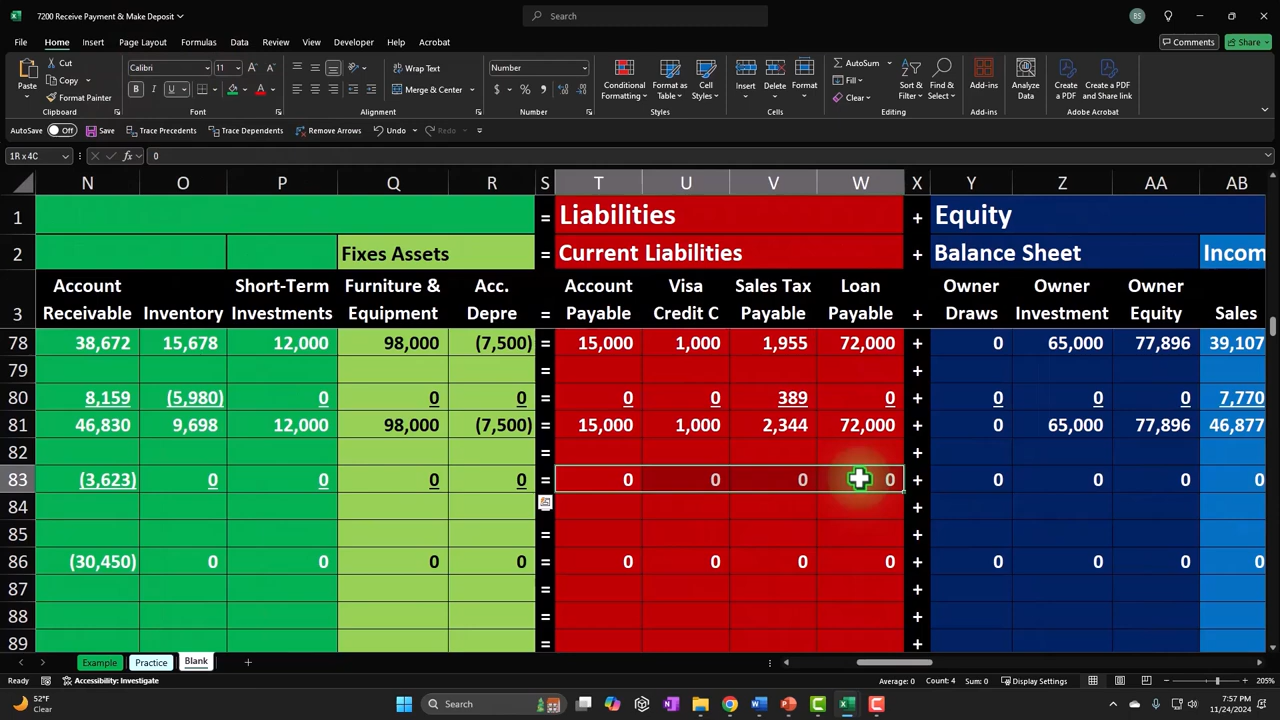 7200 Receive Payment & Make Deposit
Search
BS
File Home Insert Page Layout Formulas Data Review View Developer Help Acrobat
Comments Share
Paste Cut Copy Format Painter Clipboard
Calibri 11 B I U Font
Wrap Text Merge & Center Alignment
Number $ % Number
Conditional Formatting Format as Table Cell Styles Styles
Insert Delete Format Cells
AutoSum Fill Clear Sort & Filter Find & Select Editing
Add-ins Add-ins
Analyze Data
Create a PDF Create a PDF and Share link Adobe Acrobat
AutoSave Off Save Trace Precedents Trace Dependents Remove Arrows Undo Redo
1R x 4C fx 0
N O P Q R S T U V W X Y Z AA AB
1 = Liabilities + Equity
2 Fixes Assets = Current Liabilities + Balance Sheet Incom
Account Short-Term Furniture & Acc. Account Visa Sales Tax Loan Owner Owner Owner
3 Receivable Inventory Investments Equipment Depre = Payable Credit C Payable Payable + Draws Investment Equity Sales
78 38,672 15,678 12,000 98,000 (7,500) = 15,000 1,000 1,955 72,000 + 0 65,000 77,896 39,107
79 = +
80 8,159 (5,980) 0 0 0 = 0 0 389 0 + 0 0 0 7,770
81 46,830 9,698 12,000 98,000 (7,500) = 15,000 1,000 2,344 72,000 + 0 65,000 77,896 46,877
82 = +
83 (3,623) 0 0 0 0 = 0 0 0 0 + 0 0 0 0
84 = +
85 = +
86 (30,450) 0 0 0 0 = 0 0 0 0 + 0 0 0 0
87 = +
88 = +
89 = +
Example Practice Blank
Ready Accessibility: Investigate Average: 0 Count: 4 Sum: 0 Display Settings 205%
52°F
Clear
Search
7:57 PM
11/24/2024